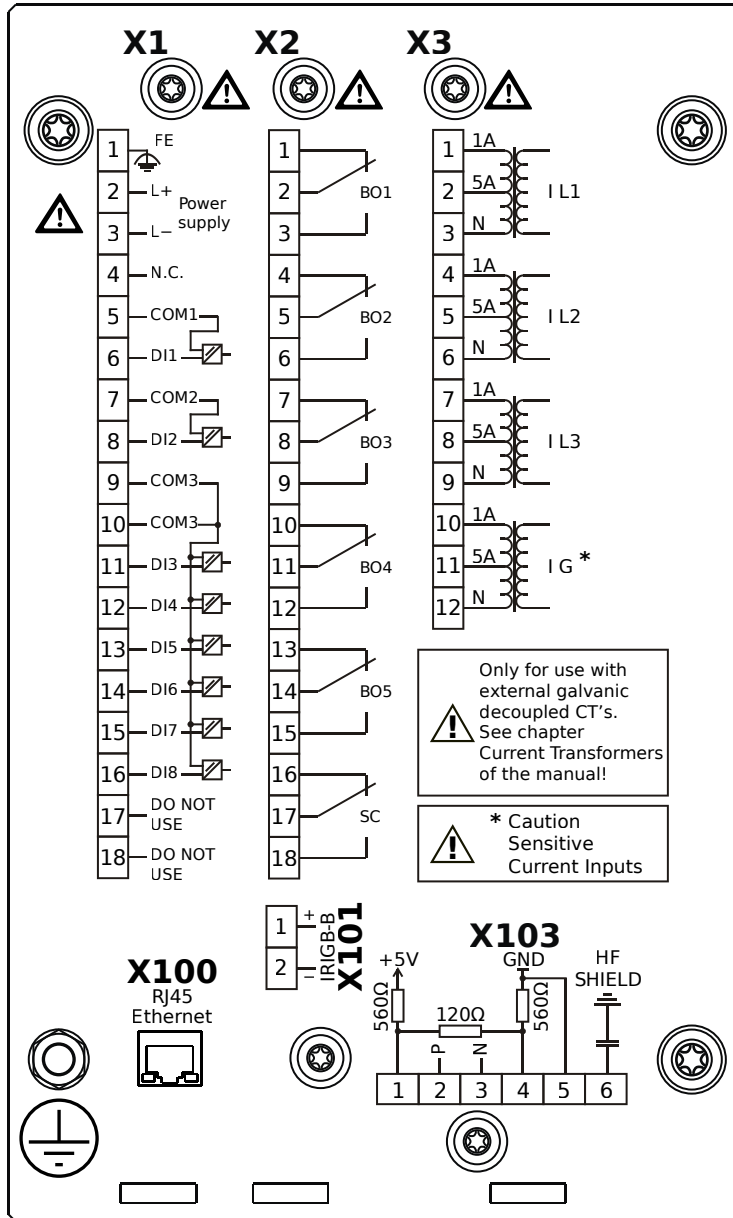 X1 X2 X3
1 FE
2 L+ Power
supply
3 L−
4 N.C.
5 COM1
6 DI1
7 COM2
8 DI2
9 COM3
10 COM3
11 DI3
12 DI4
13 DI5
14 DI6
15 DI7
16 DI8
17 DO NOT
USE
18 DO NOT
USE
1
2 BO1
3
4
5 BO2
6
7
8 BO3
9
10
11 BO4
12
13
14 BO5
15
16
17 SC
18
1 1A
2 5A I L1
3 N
4 1A
5 5A I L2
6 N
7 1A
8 5A I L3
9 N
10 1A
11 5A I G *
12 N
Only for use with
external galvanic
decoupled CT's.
See chapter
Current Transformers
of the manual!
* Caution
Sensitive
Current Inputs
1 +
2 −
IRIGB-B
X101
X100
RJ45
Ethernet
X103
+5V GND HF
SHIELD
560Ω 120Ω 560Ω
P N
1 2 3 4 5 6